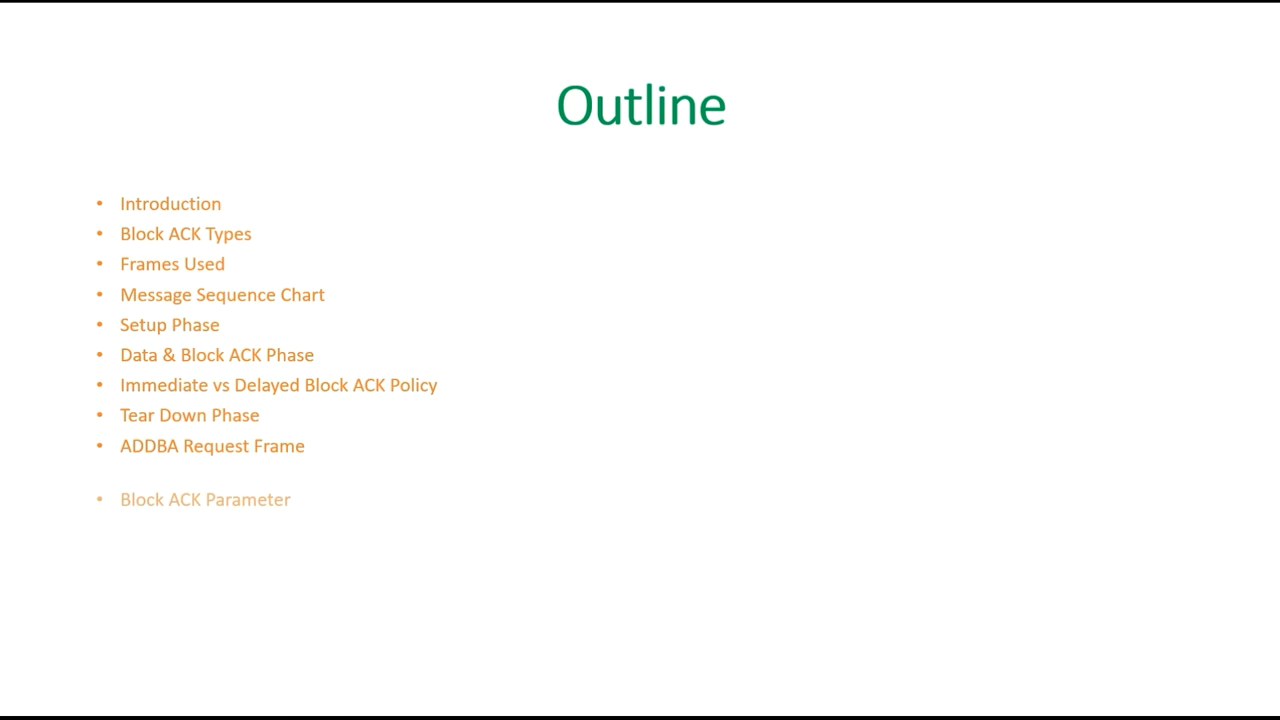 Outline
• Introduction
• Block ACK Types
• Frames Used
• Message Sequence Chart
• Setup Phase
• Data & Block ACK Phase
• Immediate vs Delayed Block ACK Policy
• Tear Down Phase
• ADDBA Request Frame
• Block ACK Parameter